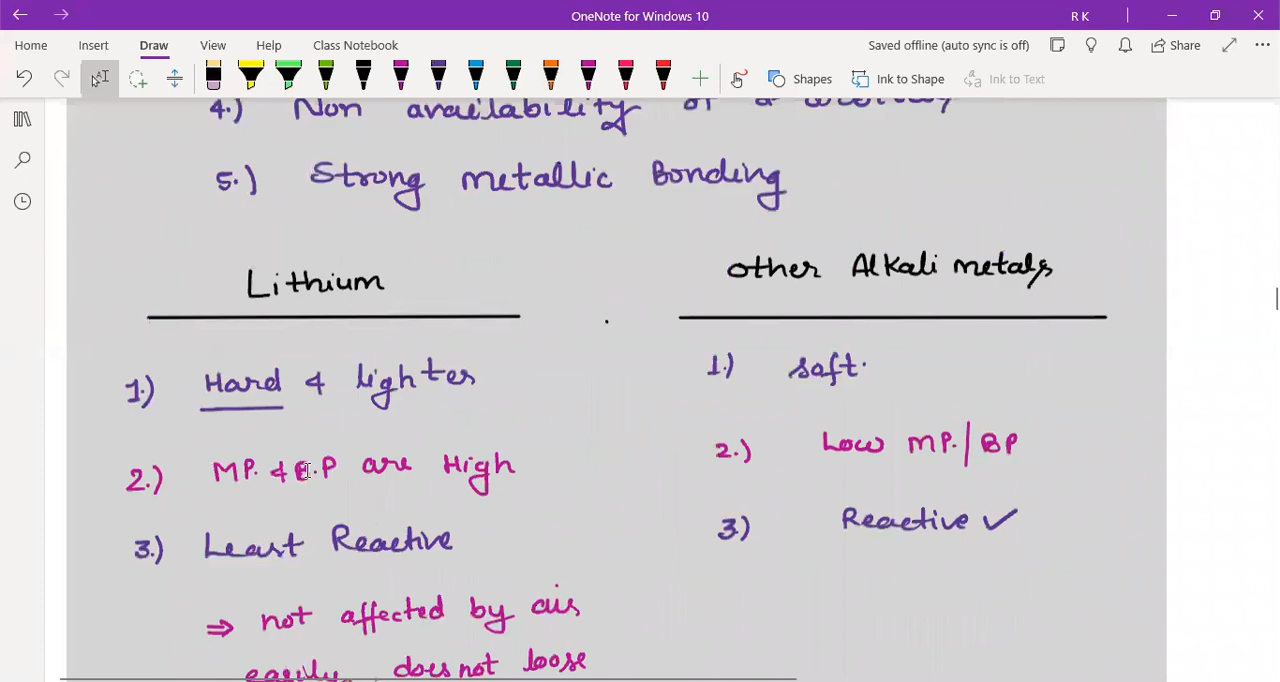 OneNote for Windows 10
R K
Home Insert Draw View Help Class Notebook
Saved offline (auto sync is off) Share
Shapes Ink to Shape Ink to Text
4.) Non availability of
5.) Strong metallic Bonding
Lithium
other Alkali metals
1.) Hard & lighter
1.) soft.
2.) MP. & B.P are High
2.) Low MP./BP
3.) Least Reactive
3.) Reactive ✓
⇒ not affected by air
easily, does not loose